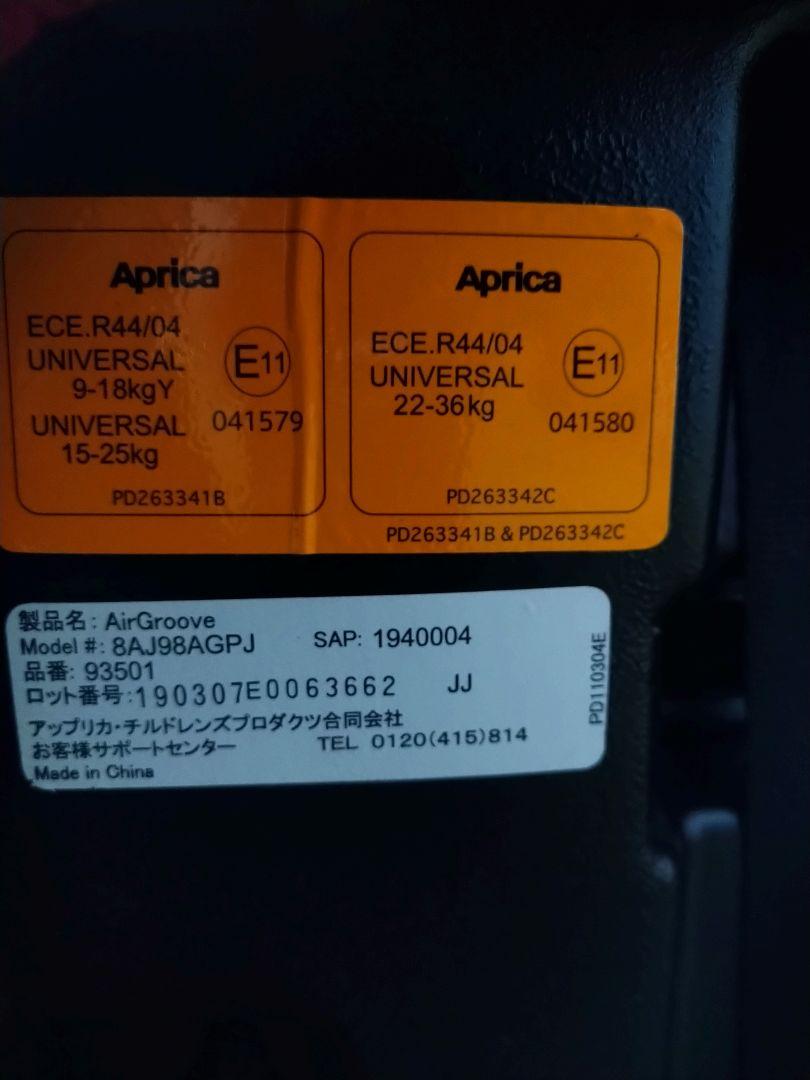 Aprica
ECE.R44/04
UNIVERSAL
9-18kgY
E11
UNIVERSAL
15-25kg
041579
PD263341B
Aprica
ECE.R44/04
UNIVERSAL
22-36kg
E11
041580
PD263342C
PD263341B & PD263342C
製品名: AirGroove
Model #: 8AJ98AGPJ SAP: 1940004
品番: 93501
ロット番号:190307E0063662 JJ
アップリカ・チルドレンズプロダクツ合同会社
お客様サポートセンター TEL 0120(415)814
Made in China
PD110304E